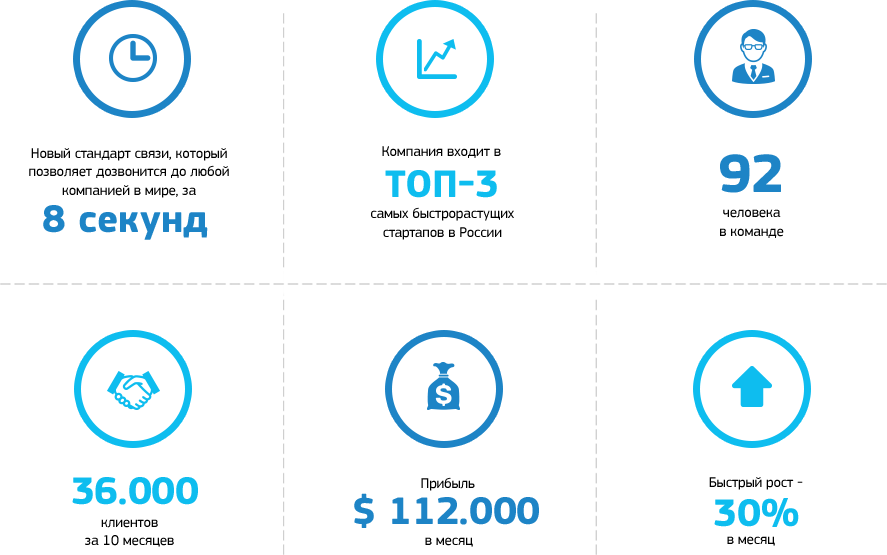 Новый стандарт связи, который
позволяет дозвонится до любой
компанией в мире, за
8 секунд
Компания входит в
ТОП-3
самых быстрорастущих
стартапов в России
92
человека
в команде
36.000
клиентов
за 10 месяцев
Прибыль
$ 112.000
в месяц
Быстрый рост -
30%
в месяц